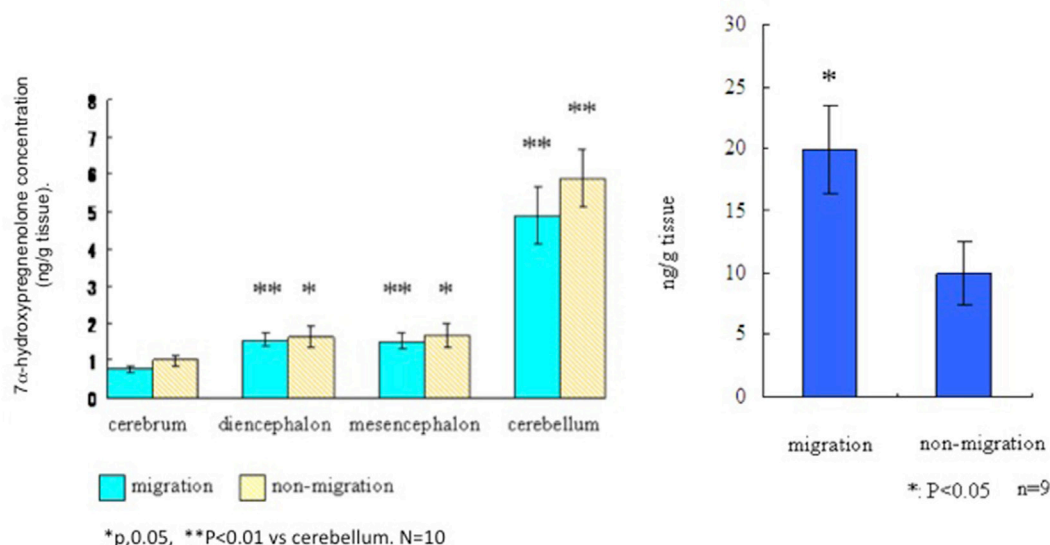 7α-hydroxypregnenolone concentration
(ng/g tissue).
8
7
6
5
4
3
2
1
0
** * ** * ** **
cerebrum diencephalon mesencephalon cerebellum
migration non-migration
*p,0.05, **P<0.01 vs cerebellum. N=10
ng/g tissue
30
25
20
15
10
5
0
*
migration non-migration
*: P<0.05 n=9